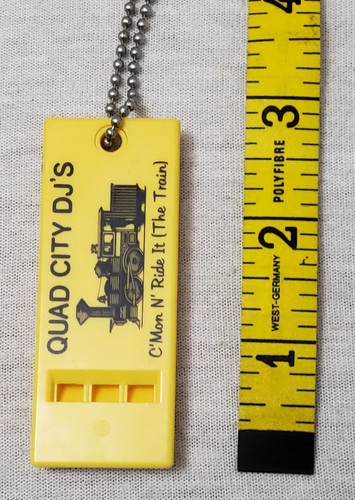 QUAD CITY DJ'S
C'Mon N' Ride It (The Train)
4
3
POLYFIBRE
2
WEST-GERMANY
1